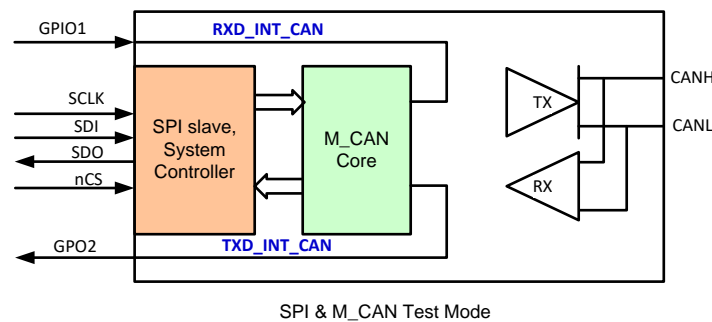 GPIO1
RXD_INT_CAN
SCLK
SDI
SDO
nCS
SPI slave,
System
Controller
M_CAN
Core
TX
RX
CANH
CANL
GPO2
TXD_INT_CAN
SPI & M_CAN Test Mode